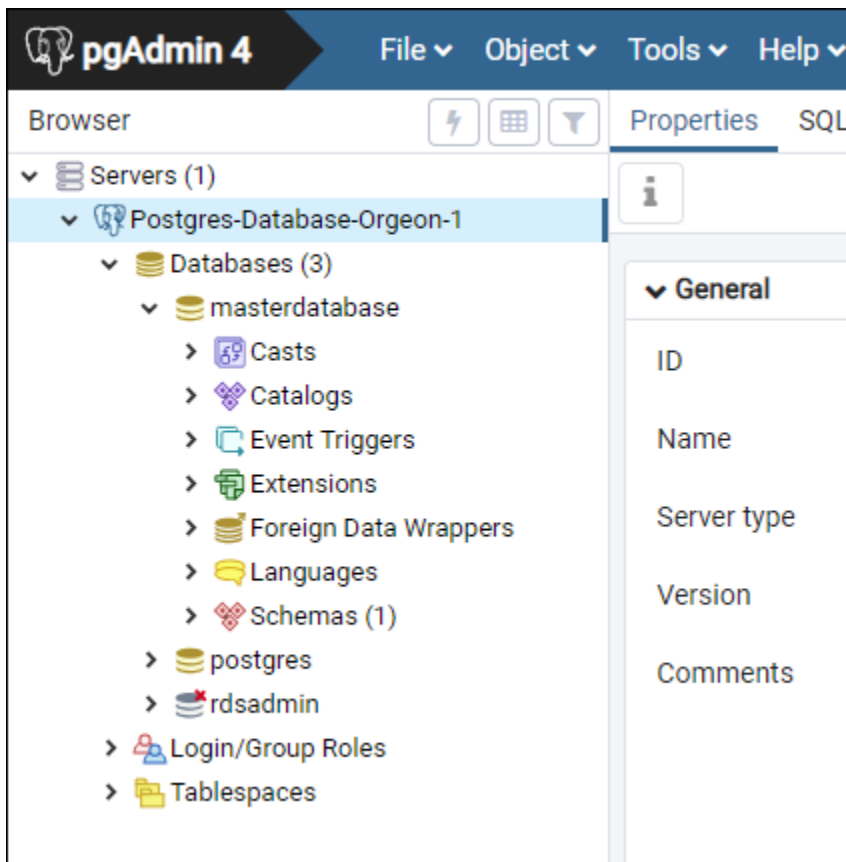 pgAdmin 4 File Object Tools Help
Browser
Properties SQL
Servers (1)
Postgres-Database-Orgeon-1
Databases (3)
masterdatabase
Casts
Catalogs
Event Triggers
Extensions
Foreign Data Wrappers
Languages
Schemas (1)
postgres
rdsadmin
Login/Group Roles
Tablespaces
i
General
ID
Name
Server type
Version
Comments